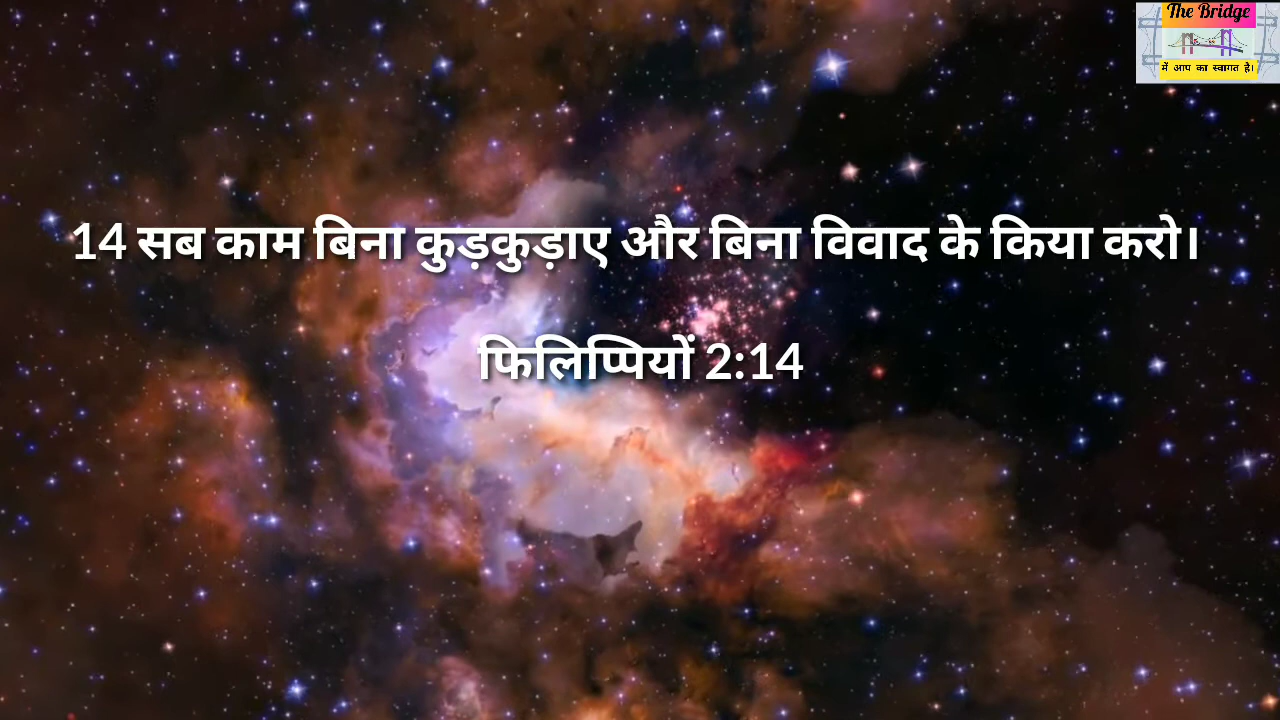 The Bridge
में आप का स्वागत है।
14 सब काम बिना कुड़कुड़ाए और बिना विवाद के किया करो।
फिलिप्पियों 2:14